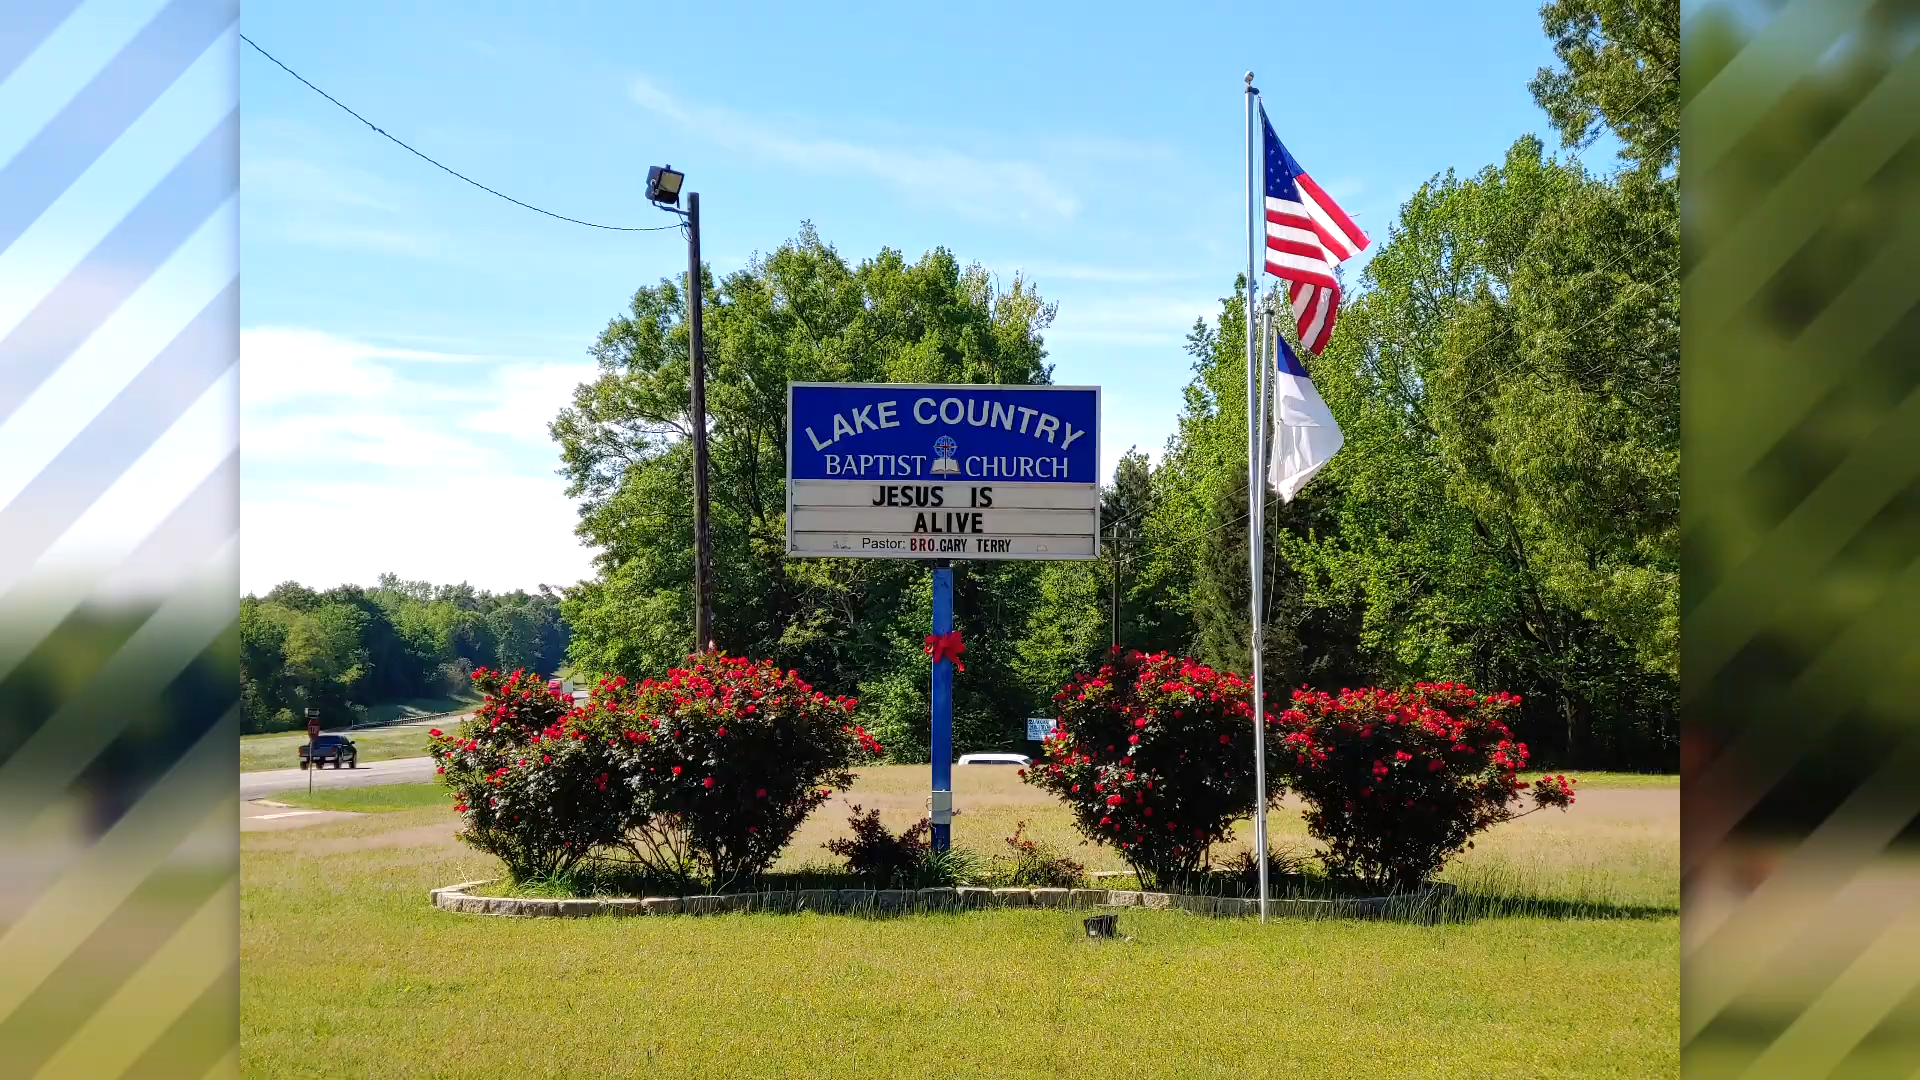 LAKE COUNTRY
BAPTIST CHURCH
JESUS IS
ALIVE
Pastor: BRO.GARY TERRY